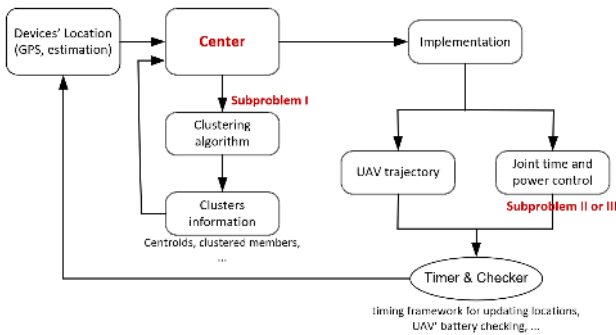 Devices' Location
(GPS, estimation)
Center
Implementation
Subproblem I
Clustering
algorithm
UAV trajectory
Joint time and
power control
Clusters
information
Subproblem II or III
Centroids, clustered members,
...
Timer & Checker
timing framework for updating locations,
UAV' battery checking, ...